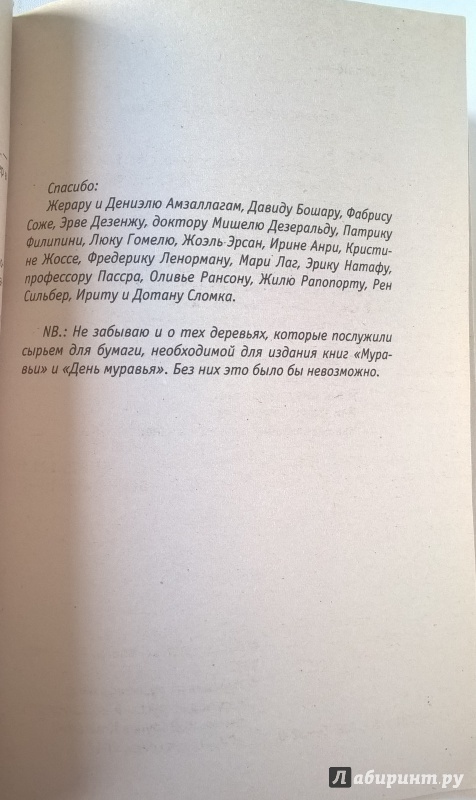 Спасибо:
Жерару и Дениэлю Амзаллагам, Давиду Бошару, Фабрису
Соже, Эрве Дезенжу, доктору Мишелю Дезеральду, Патрику
Филипини, Люку Гомелю, Жоэль Эрсан, Ирине Анри, Кристи-
не Жоссе, Фредерику Ленорману, Мари Лаг, Эрику Натафу,
профессору Пассра, Оливье Рансону, Жилю Рапопорту, Рен
Сильбер, Ириту и Дотану Сломка.
NB.: Не забываю и о тех деревьях, которые послужили
сырьем для бумаги, необходимой для издания книг «Мура-
вьи» и «День муравья». Без них это было бы невозможно.
Лабиринт.ру